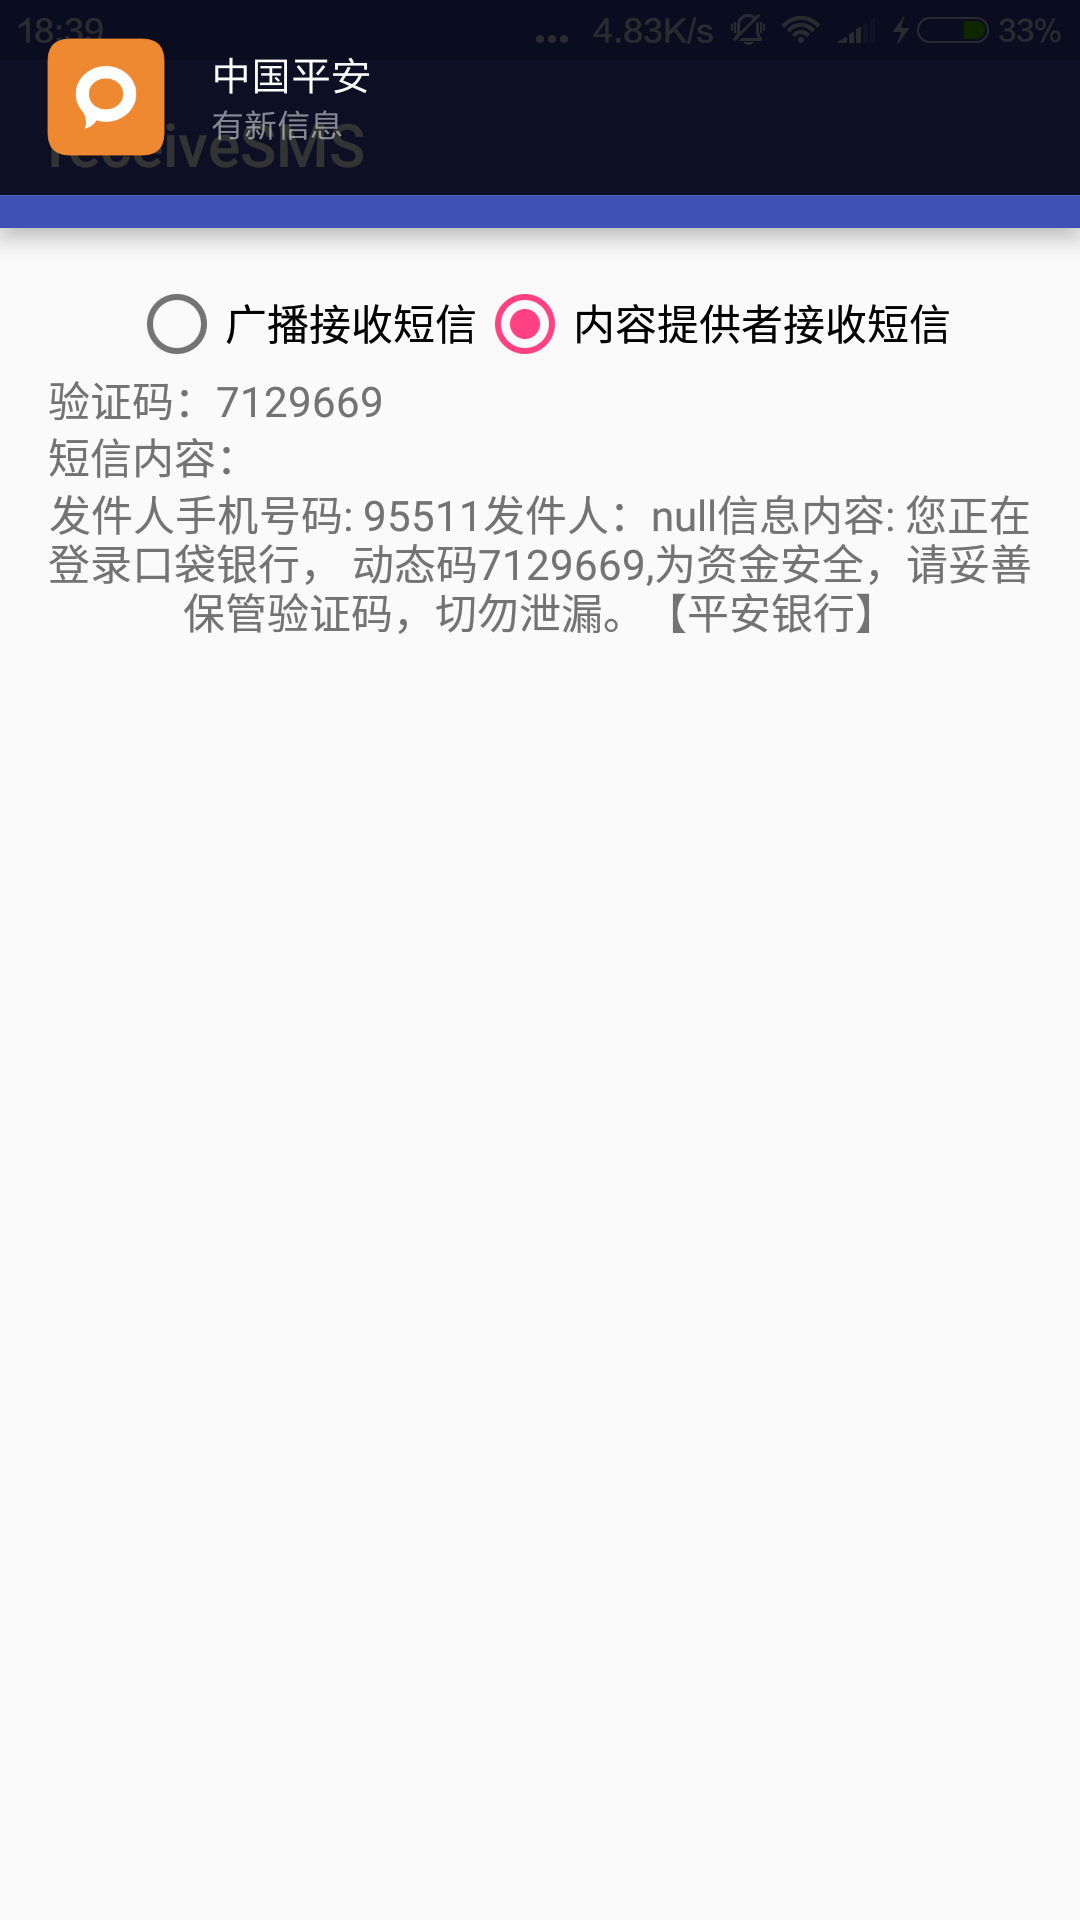 18:39
... 4.83K/s 33%
中国平安
有新信息
receiveSMS
广播接收短信 内容提供者接收短信
验证码：7129669
短信内容：
发件人手机号码: 95511发件人：null信息内容: 您正在
登录口袋银行， 动态码7129669,为资金安全，请妥善
保管验证码，切勿泄漏。【平安银行】